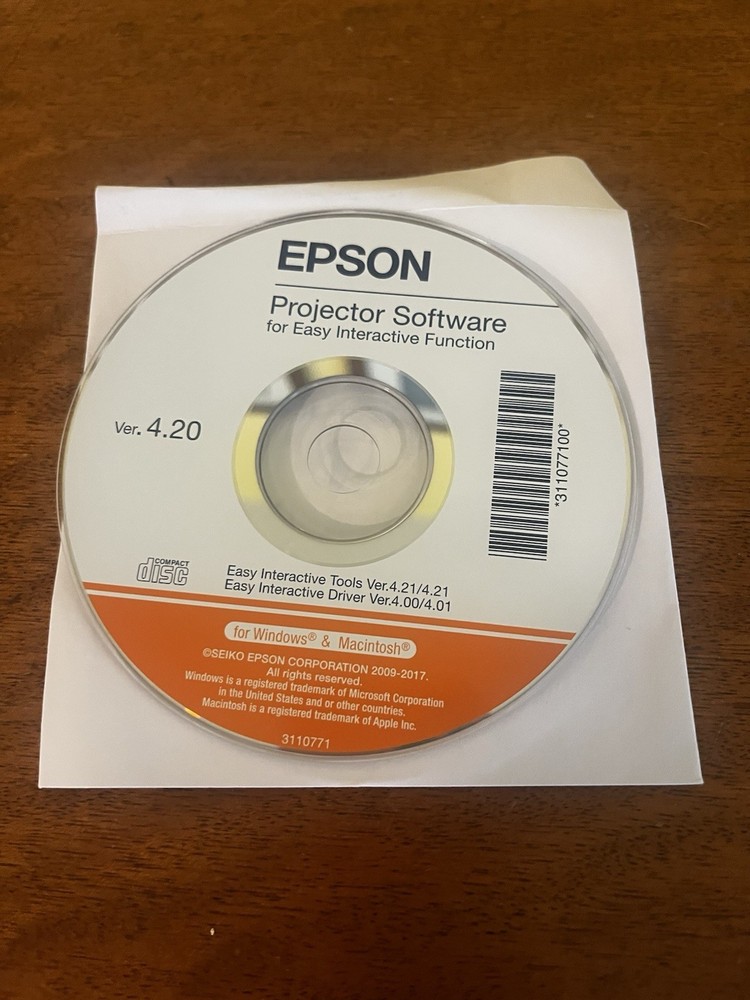 EPSON
Projector Software
for Easy Interactive Function
Ver. 4.20
*311077100*
COMPACT
disc
Easy Interactive Tools Ver.4.21/4.21
Easy Interactive Driver Ver.4.00/4.01
for Windows® & Macintosh®
©SEIKO EPSON CORPORATION 2009-2017.
All rights reserved.
Windows is a registered trademark of Microsoft Corporation
in the United States and or other countries.
Macintosh is a registered trademark of Apple Inc.
3110771